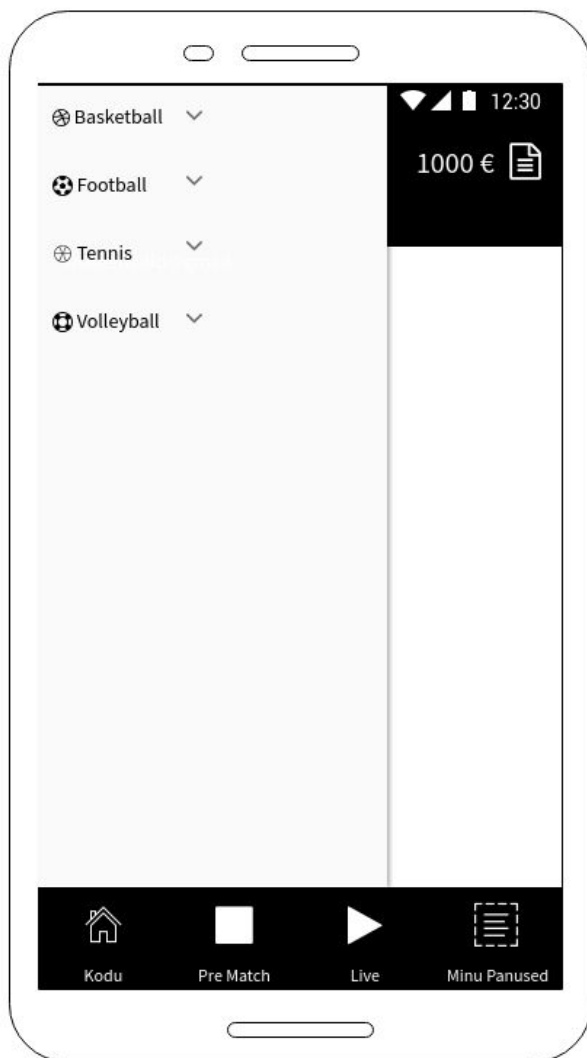 12:30
1000 €
Basketball
Football
Tennis
Volleyball
Kodu
Pre Match
Live
Minu Panused